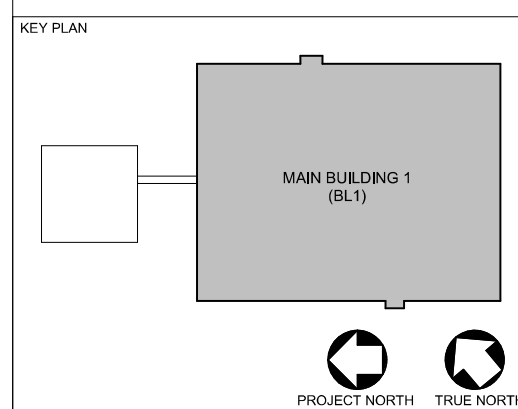 KEY PLAN
MAIN BUILDING 1
(BL1)
PROJECT NORTH
TRUE NORTH